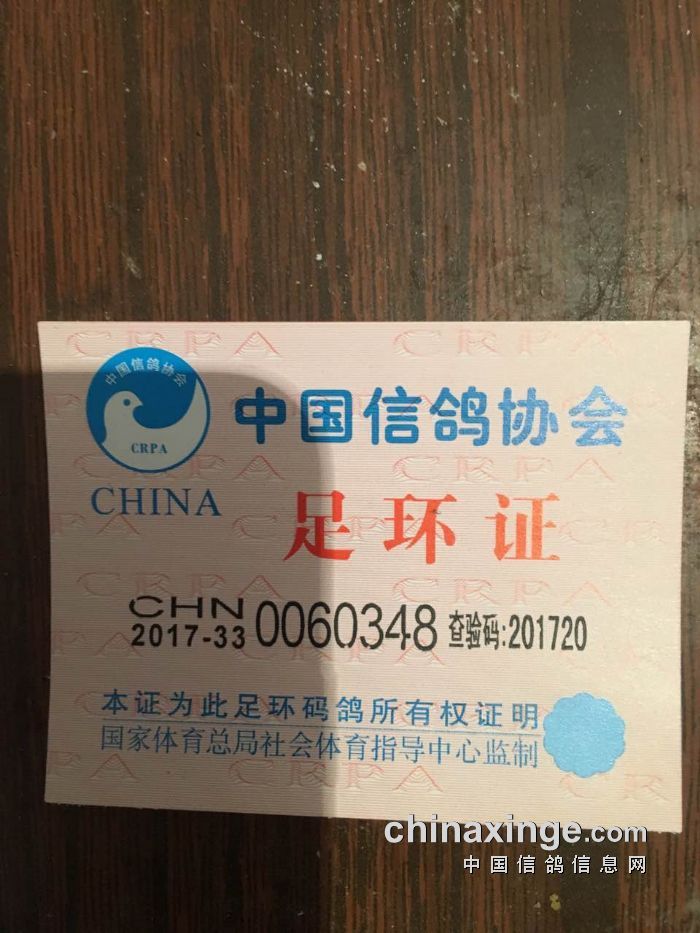 中国信鸽协会
CRPA
CHINA
中国信鸽协会
足环证
CHN
2017-33 0060348 查验码:201720
本证为此足环码鸽所有权证明
国家体育总局社会体育指导中心监制
chinaxinge.com
中国信鸽信息网